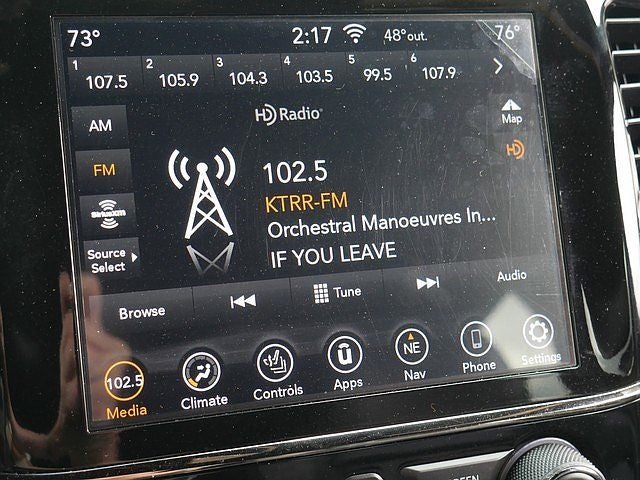 73° 2:17 48° out. 76°
1 107.5 2 105.9 3 104.3 4 103.5 5 99.5 6 107.9
HD Radio
AM
Map
FM
HD
102.5
KTRR-FM
SiriusXM
Orchestral Manoeuvres In...
Source
Select
IF YOU LEAVE
Browse Tune Audio
102.5 NE
Media Climate Controls Apps Nav Phone Settings